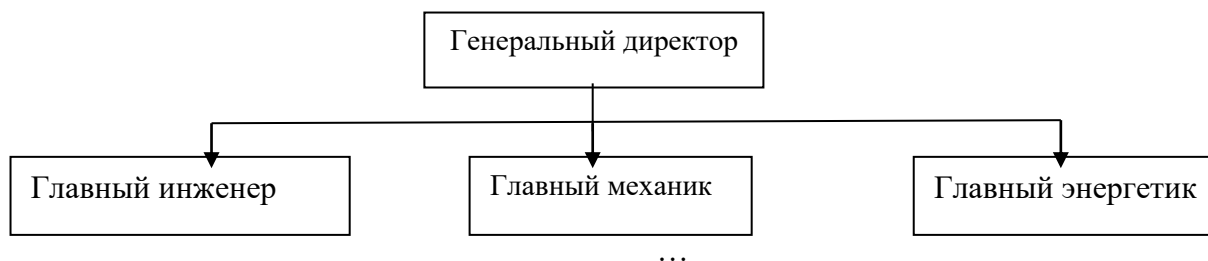 Генеральный директор
Главный инженер
Главный механик
Главный энергетик
…